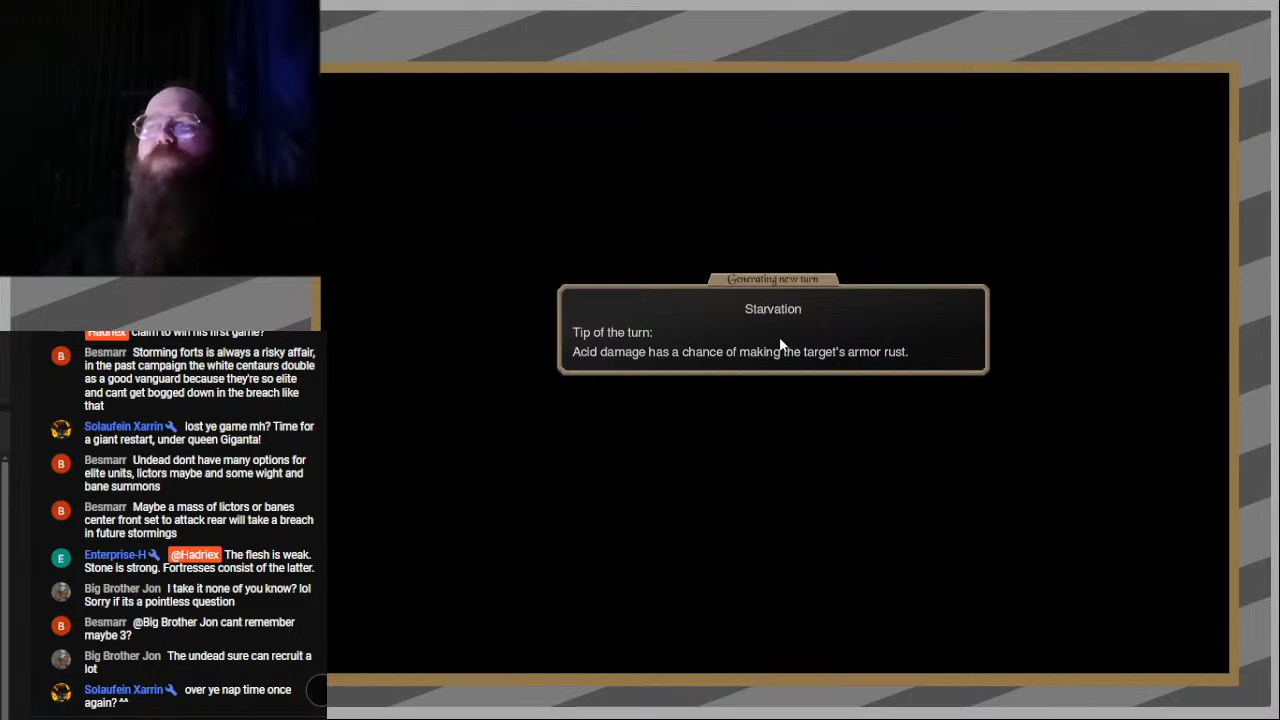 Hadriex claim to win his first game?
Besmarr Storming forts is always a risky affair,
in the past campaign the white centaurs double
as a good vanguard because they're so elite
and cant get bogged down in the breach like
that
Solaufein Xarrin lost ye game mh? Time for
a giant restart, under queen Giganta!
Besmarr Undead dont have many options for
elite units, lictors maybe and some wight and
bane summons
Besmarr Maybe a mass of lictors or banes
center front set to attack rear will take a breach
in future stormings
Enterprise-H @Hadriex The flesh is weak.
Stone is strong. Fortresses consist of the latter.
Big Brother Jon I take it none of you know? lol
Sorry if its a pointless question
Besmarr @Big Brother Jon cant remember
maybe 3?
Big Brother Jon The undead sure can recruit a
lot
Solaufein Xarrin over ye nap time once
again? ^^
B
B
B
E
B
Generating new turn
Starvation
Tip of the turn:
Acid damage has a chance of making the target's armor rust.